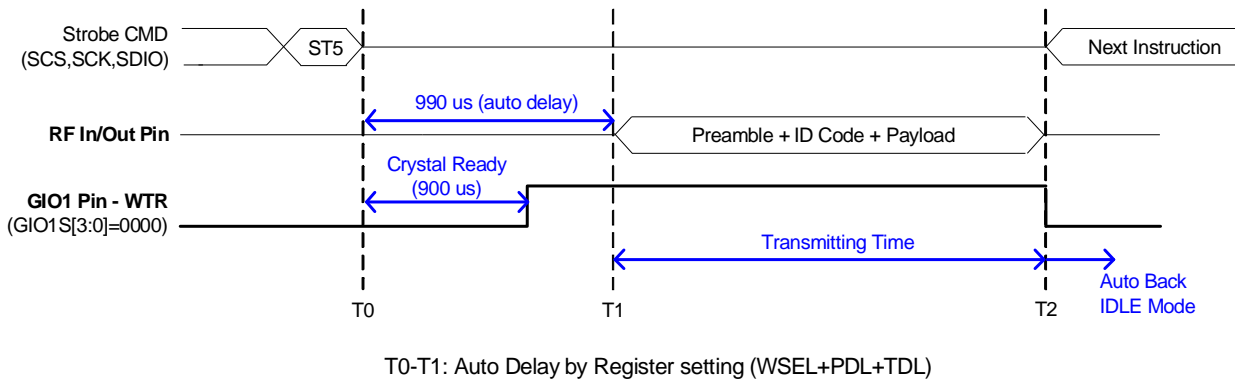 Strobe CMD
(SCS,SCK,SDIO)
ST5
Next Instruction
990 us (auto delay)
RF In/Out Pin
Preamble + ID Code + Payload
Crystal Ready
(900 us)
GIO1 Pin - WTR
(GIO1S[3:0]=0000)
Transmitting Time
Auto Back
IDLE Mode
T0
T1
T2
T0-T1: Auto Delay by Register setting (WSEL+PDL+TDL)